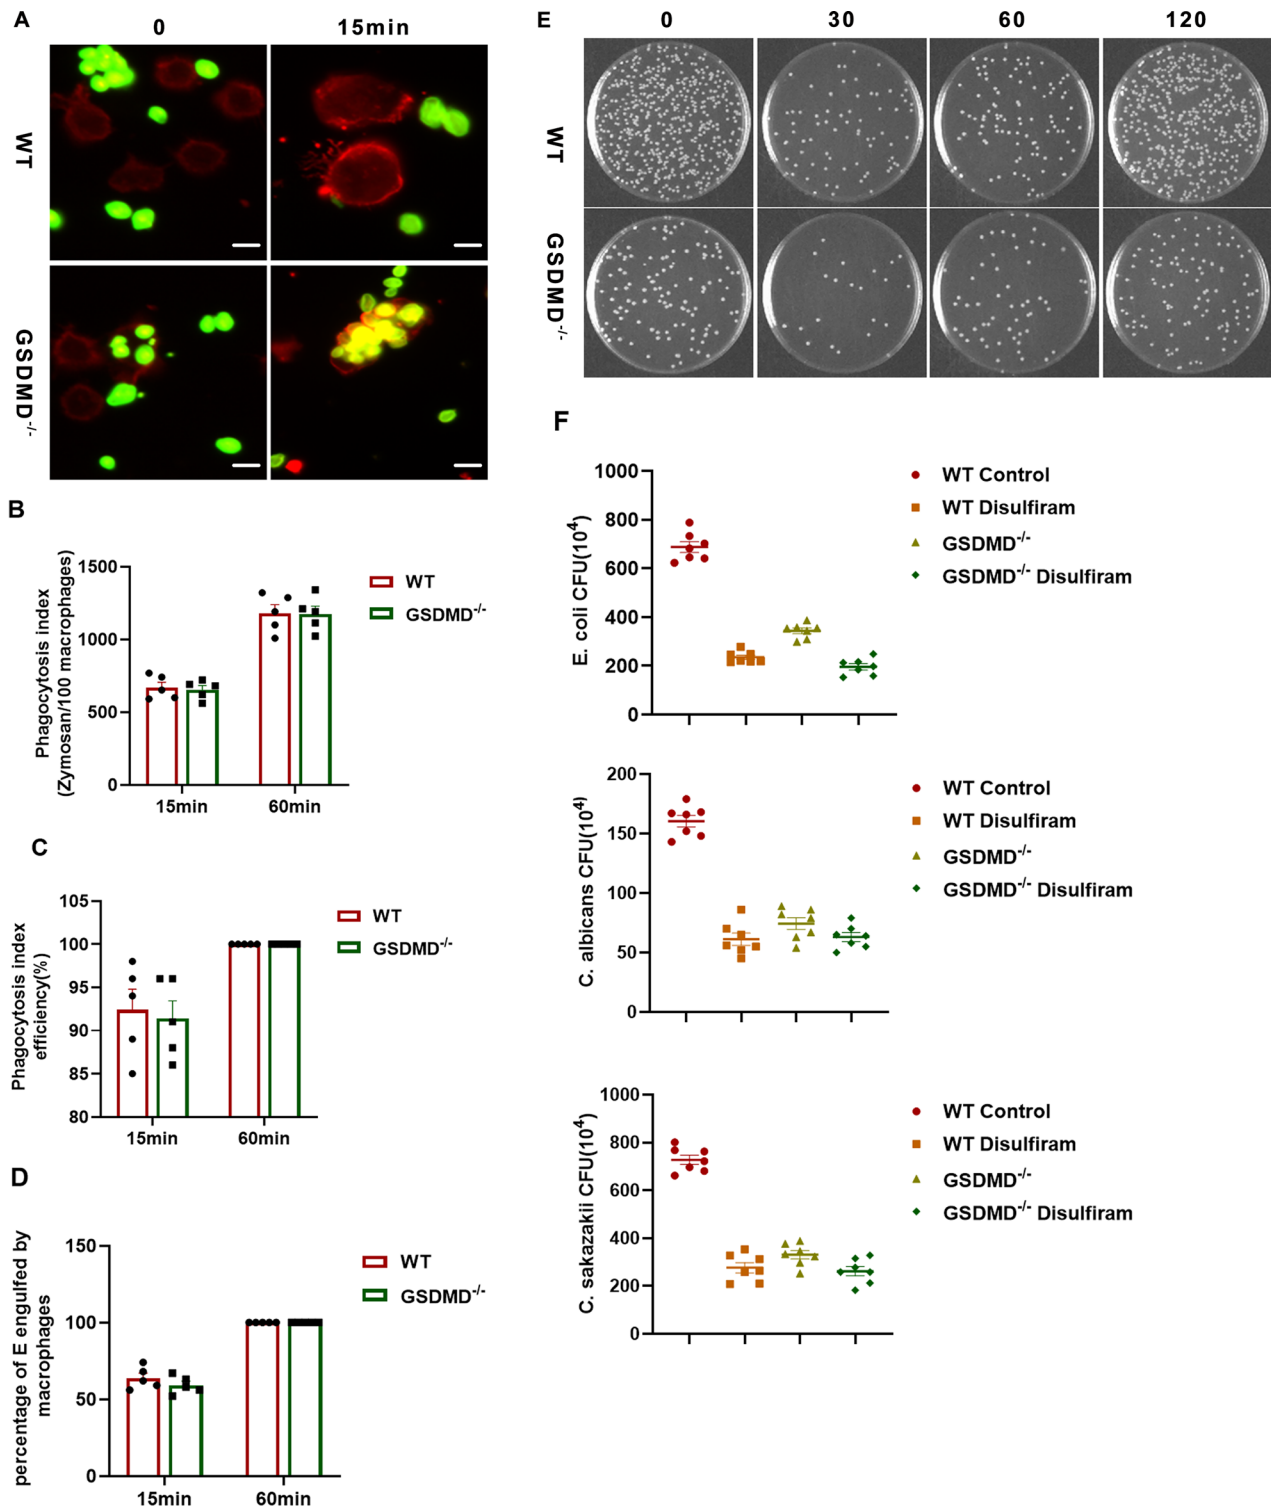 A
0
15min
WT
GSDMD-/-
B
Phagocytosis index
(Zymosan/100 macrophages)
1500
1000
500
0
15min
60min
WT
GSDMD-/-
C
Phagocytosis index
efficiency(%)
105
100
95
90
85
80
15min
60min
WT
GSDMD-/-
D
percentage of E engulfed by
macrophages
150
100
50
0
15min
60min
WT
GSDMD-/-
E
0
30
60
120
WT
GSDMD-/-
F
E. coli CFU(10^4)
1000
800
600
400
200
0
WT Control
WT Disulfiram
GSDMD-/-
GSDMD-/- Disulfiram
C. albicans CFU(10^4)
200
150
100
50
0
WT Control
WT Disulfiram
GSDMD-/-
GSDMD-/- Disulfiram
C. sakazakii CFU(10^4)
1000
800
600
400
200
0
WT Control
WT Disulfiram
GSDMD-/-
GSDMD-/- Disulfiram